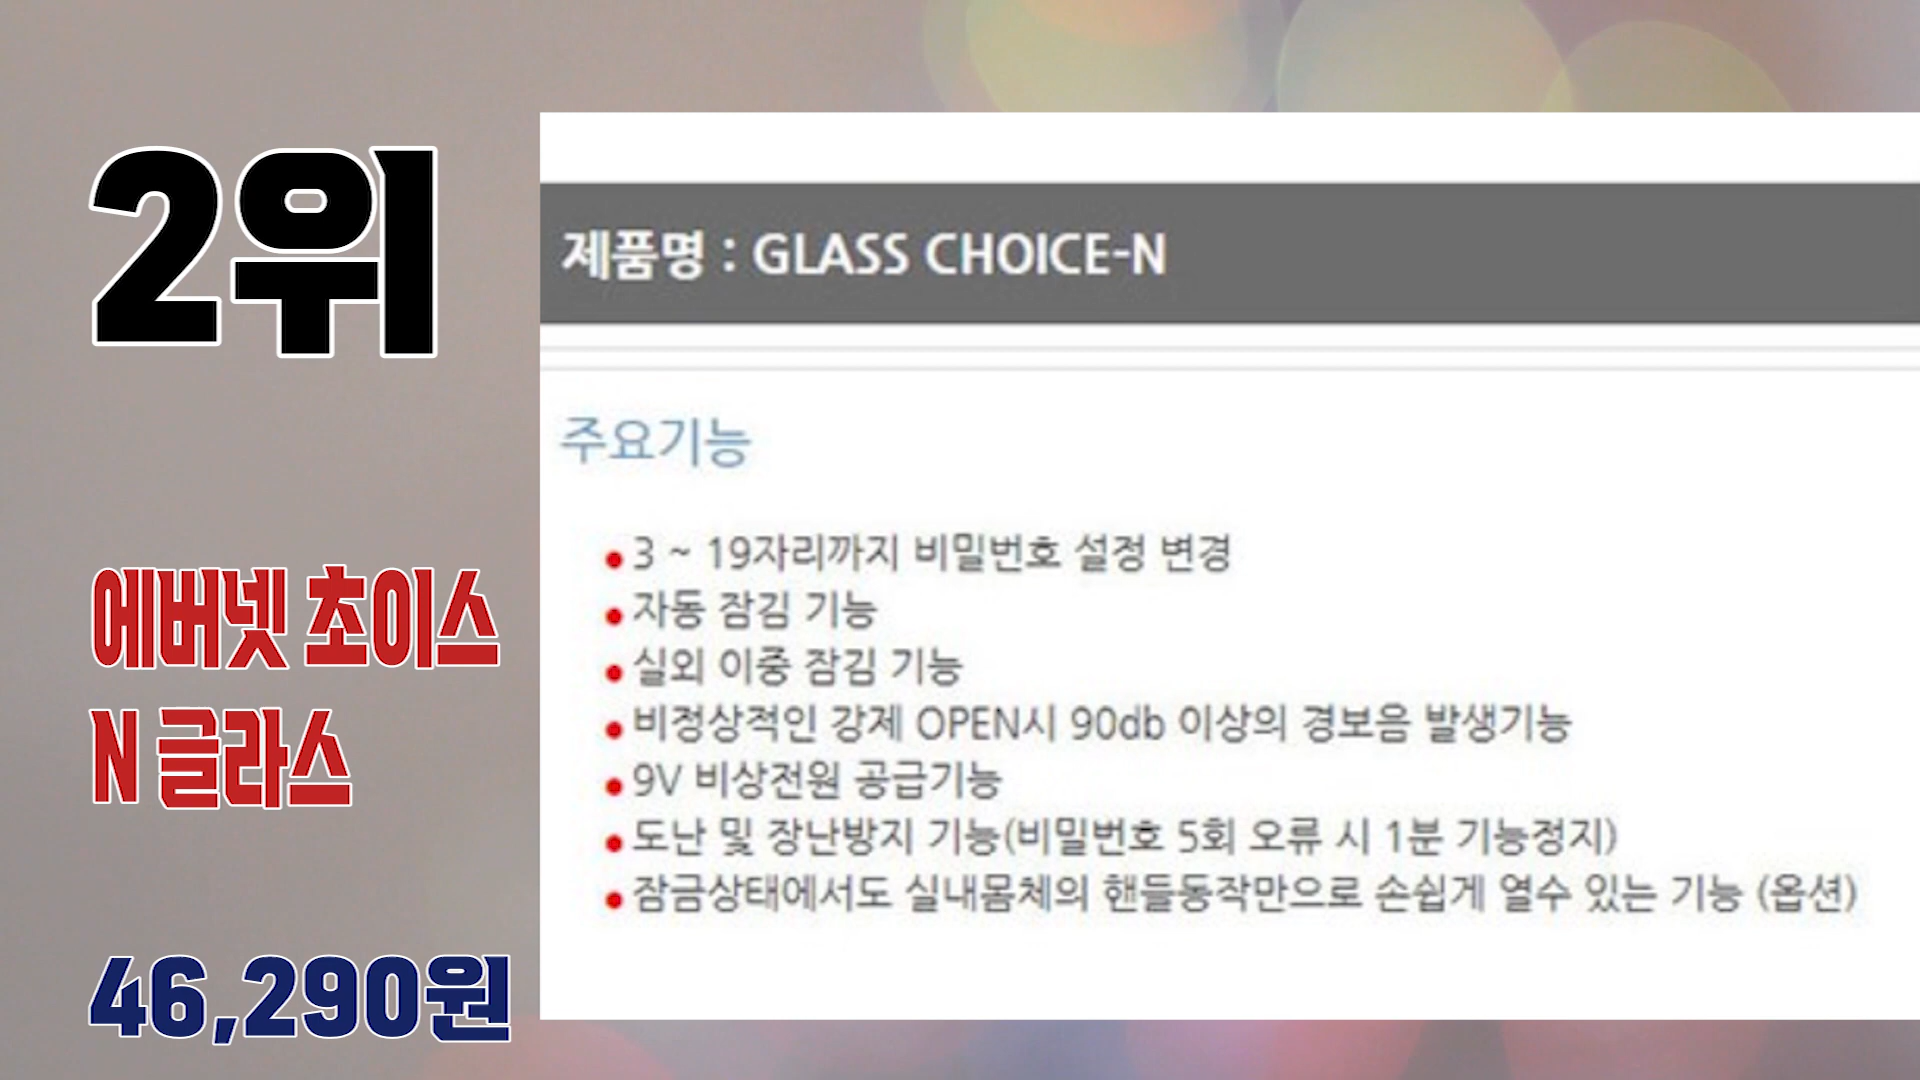 2위
에버넷 초이스
N 글라스
46,290원
제품명 : GLASS CHOICE-N
주요기능
● 3 ~ 19자리까지 비밀번호 설정 변경
● 자동 잠김 기능
● 실외 이중 잠김 기능
● 비정상적인 강제 OPEN시 90db 이상의 경보음 발생기능
● 9V 비상전원 공급기능
● 도난 및 장난방지 기능(비밀번호 5회 오류 시 1분 기능정지)
● 잠금상태에서도 실내몸체의 핸들동작만으로 손쉽게 열수 있는 기능 (옵션)